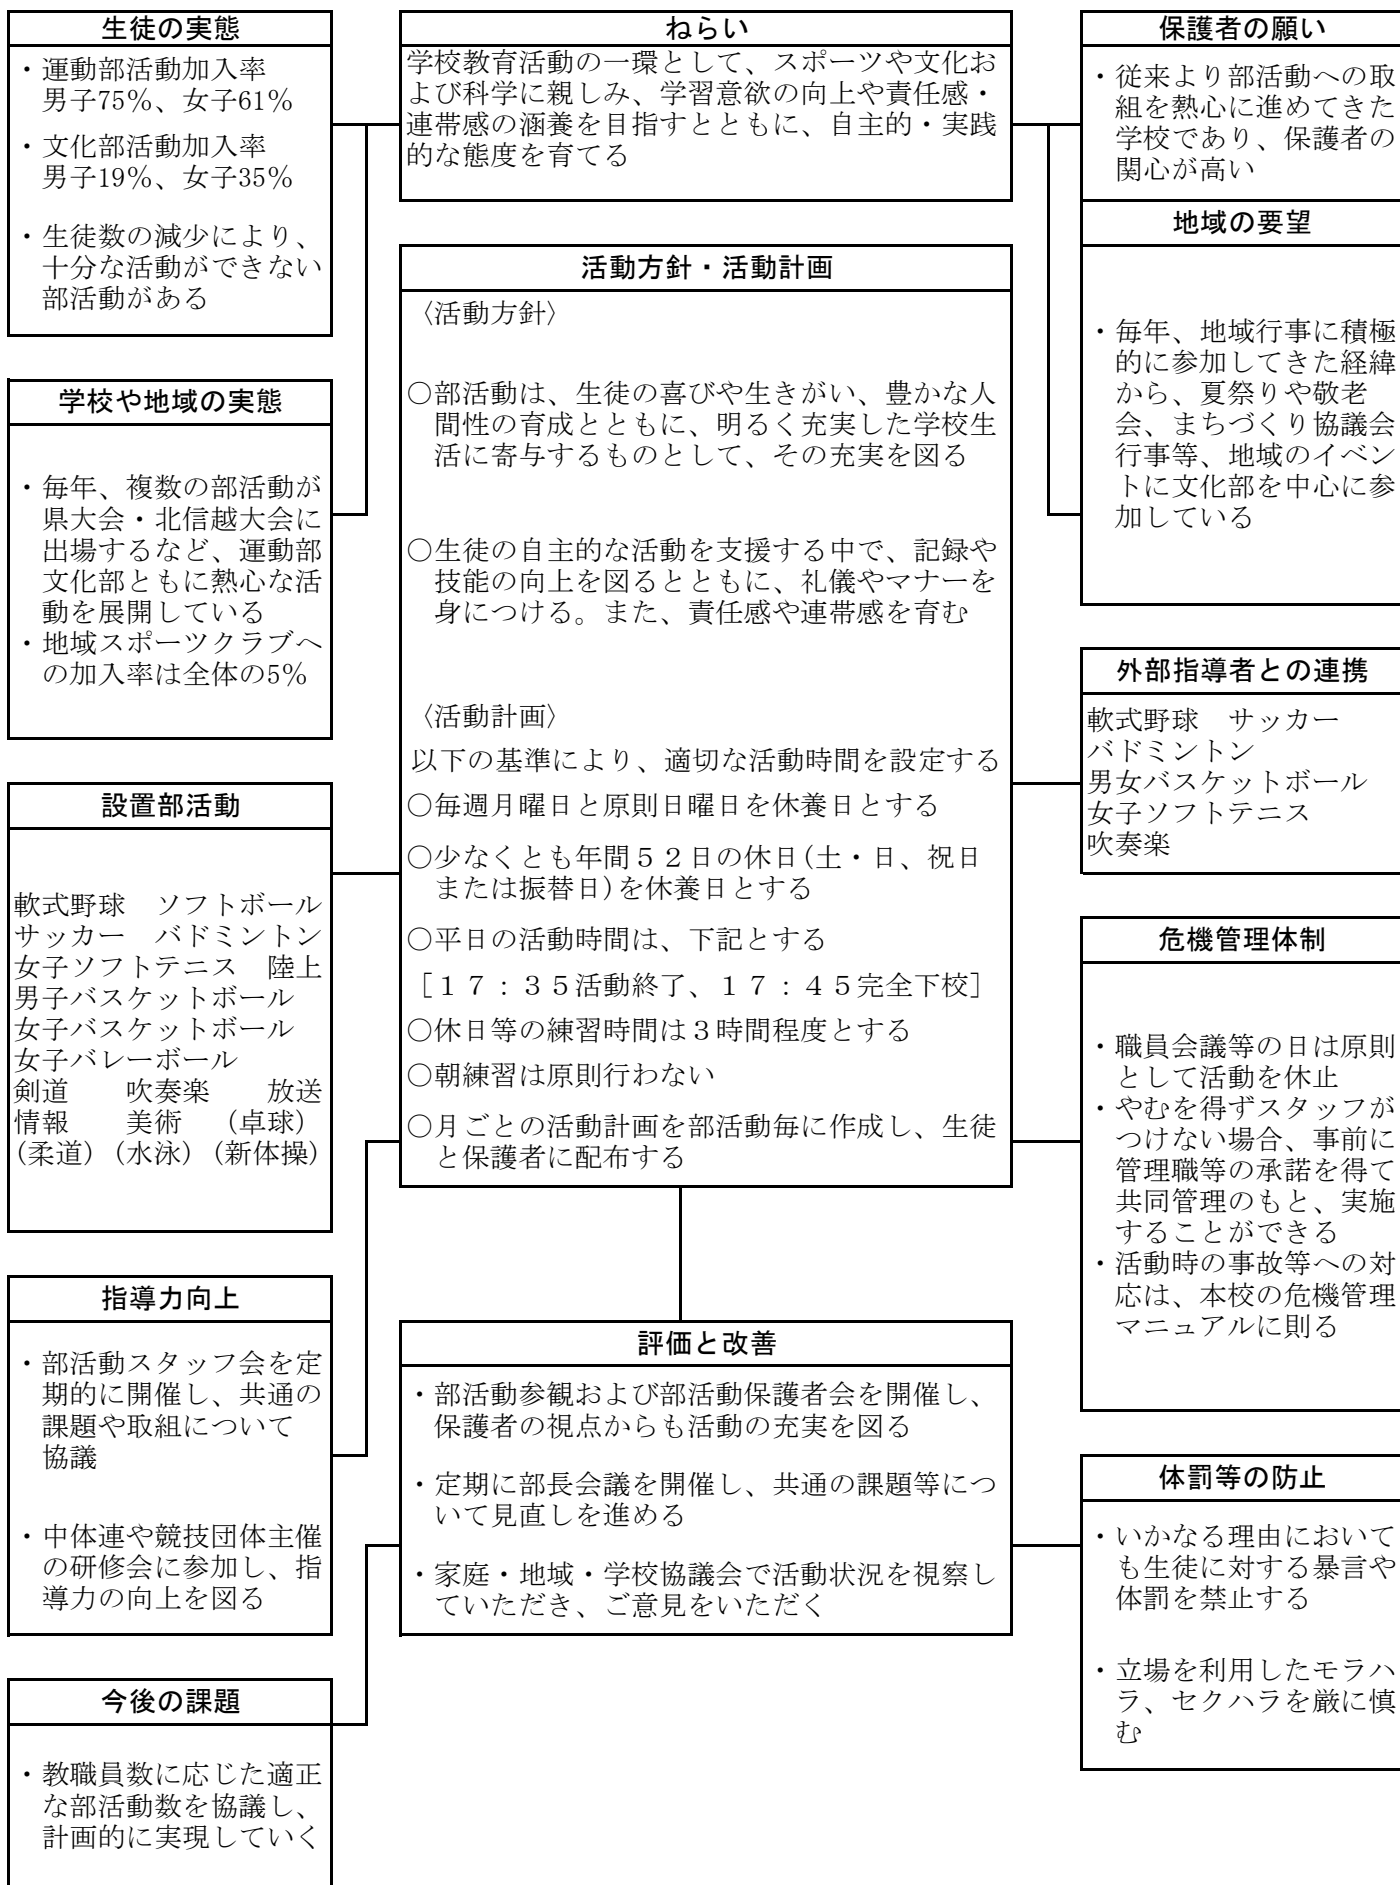 生徒の実態
・運動部活動加入率
男子75％、女子61％
・文化部活動加入率
男子19％、女子35％
・生徒数の減少により、
十分な活動ができない
部活動がある
学校や地域の実態
・毎年、複数の部活動が
県大会・北信越大会に
出場するなど、運動部
文化部ともに熱心な活
動を展開している
・地域スポーツクラブへ
の加入率は全体の5％
設置部活動
軟式野球　ソフトボール
サッカー　バドミントン
女子ソフトテニス　陸上
男子バスケットボール
女子バスケットボール
女子バレーボール
剣道　　吹奏楽　　放送
情報　　美術　（卓球）
（柔道）（水泳）（新体操）
指導力向上
・部活動スタッフ会を定
期的に開催し、共通の
課題や取組について
協議
・中体連や競技団体主催
の研修会に参加し、指
導力の向上を図る
今後の課題
・教職員数に応じた適正
な部活動数を協議し、
計画的に実現していく
ねらい
学校教育活動の一環として、スポーツや文化お
よび科学に親しみ、学習意欲の向上や責任感・
連帯感の涵養を目指すとともに、自主的・実践
的な態度を育てる
活動方針・活動計画
〈活動方針〉
○部活動は、生徒の喜びや生きがい、豊かな人
間性の育成とともに、明るく充実した学校生
活に寄与するものとして、その充実を図る
○生徒の自主的な活動を支援する中で、記録や
技能の向上を図るとともに、礼儀やマナーを
身につける。また、責任感や連帯感を育む
〈活動計画〉
以下の基準により、適切な活動時間を設定する
○毎週月曜日と原則日曜日を休養日とする
○少なくとも年間５２日の休日(土・日、祝日
または振替日)を休養日とする
○平日の活動時間は、下記とする
［１７：３５活動終了、１７：４５完全下校］
○休日等の練習時間は３時間程度とする
○朝練習は原則行わない
○月ごとの活動計画を部活動毎に作成し、生徒
と保護者に配布する
評価と改善
・部活動参観および部活動保護者会を開催し、
保護者の視点からも活動の充実を図る
・定期に部長会議を開催し、共通の課題等につ
いて見直しを進める
・家庭・地域・学校協議会で活動状況を視察し
ていただき、ご意見をいただく
保護者の願い
・従来より部活動への取
組を熱心に進めてきた
学校であり、保護者の
関心が高い
地域の要望
・毎年、地域行事に積極
的に参加してきた経緯
から、夏祭りや敬老
会、まちづくり協議会
行事等、地域のイベン
トに文化部を中心に参
加している
外部指導者との連携
軟式野球　サッカー
バドミントン
男女バスケットボール
女子ソフトテニス
吹奏楽
危機管理体制
・職員会議等の日は原則
として活動を休止
・やむを得ずスタッフが
つけない場合、事前に
管理職等の承諾を得て
共同管理のもと、実施
することができる
・活動時の事故等への対
応は、本校の危機管理
マニュアルに則る
体罰等の防止
・いかなる理由において
も生徒に対する暴言や
体罰を禁止する
・立場を利用したモラハ
ラ、セクハラを厳に慎
む